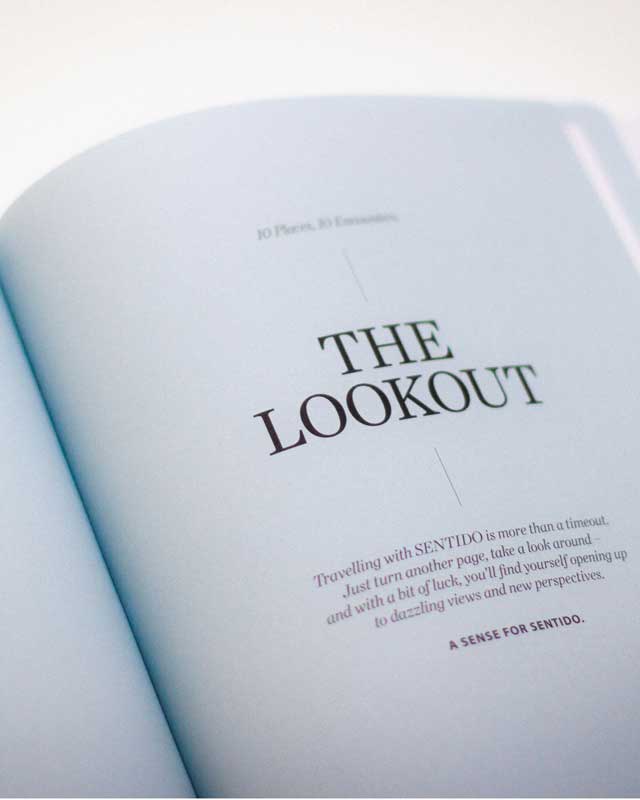 10 Places, 10 Encounters.
THE
LOOKOUT
Travelling with SENTIDO is more than a timeout.
Just turn another page, take a look around –
and with a bit of luck, you'll find yourself opening up
to dazzling views and new perspectives.
A SENSE FOR SENTIDO.